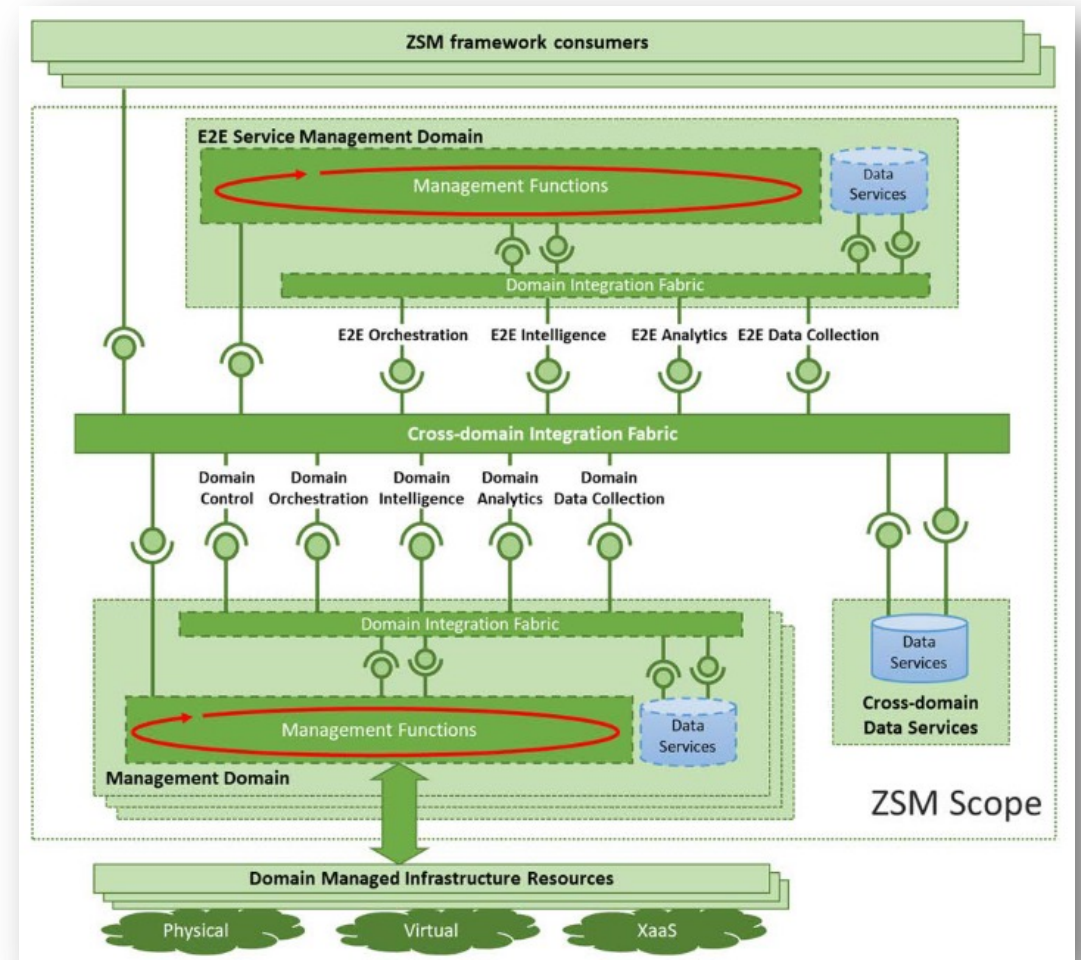 ZSM framework consumers
E2E Service Management Domain
Management Functions
Data
Services
Domain Integration Fabric
E2E Orchestration
E2E Intelligence
E2E Analytics
E2E Data Collection
Cross-domain Integration Fabric
Domain
Control
Domain
Orchestration
Domain
Intelligence
Domain
Analytics
Domain
Data Collection
Domain Integration Fabric
Management Functions
Data
Services
Management Domain
Data
Services
Cross-domain
Data Services
ZSM Scope
Domain Managed Infrastructure Resources
Physical
Virtual
XaaS